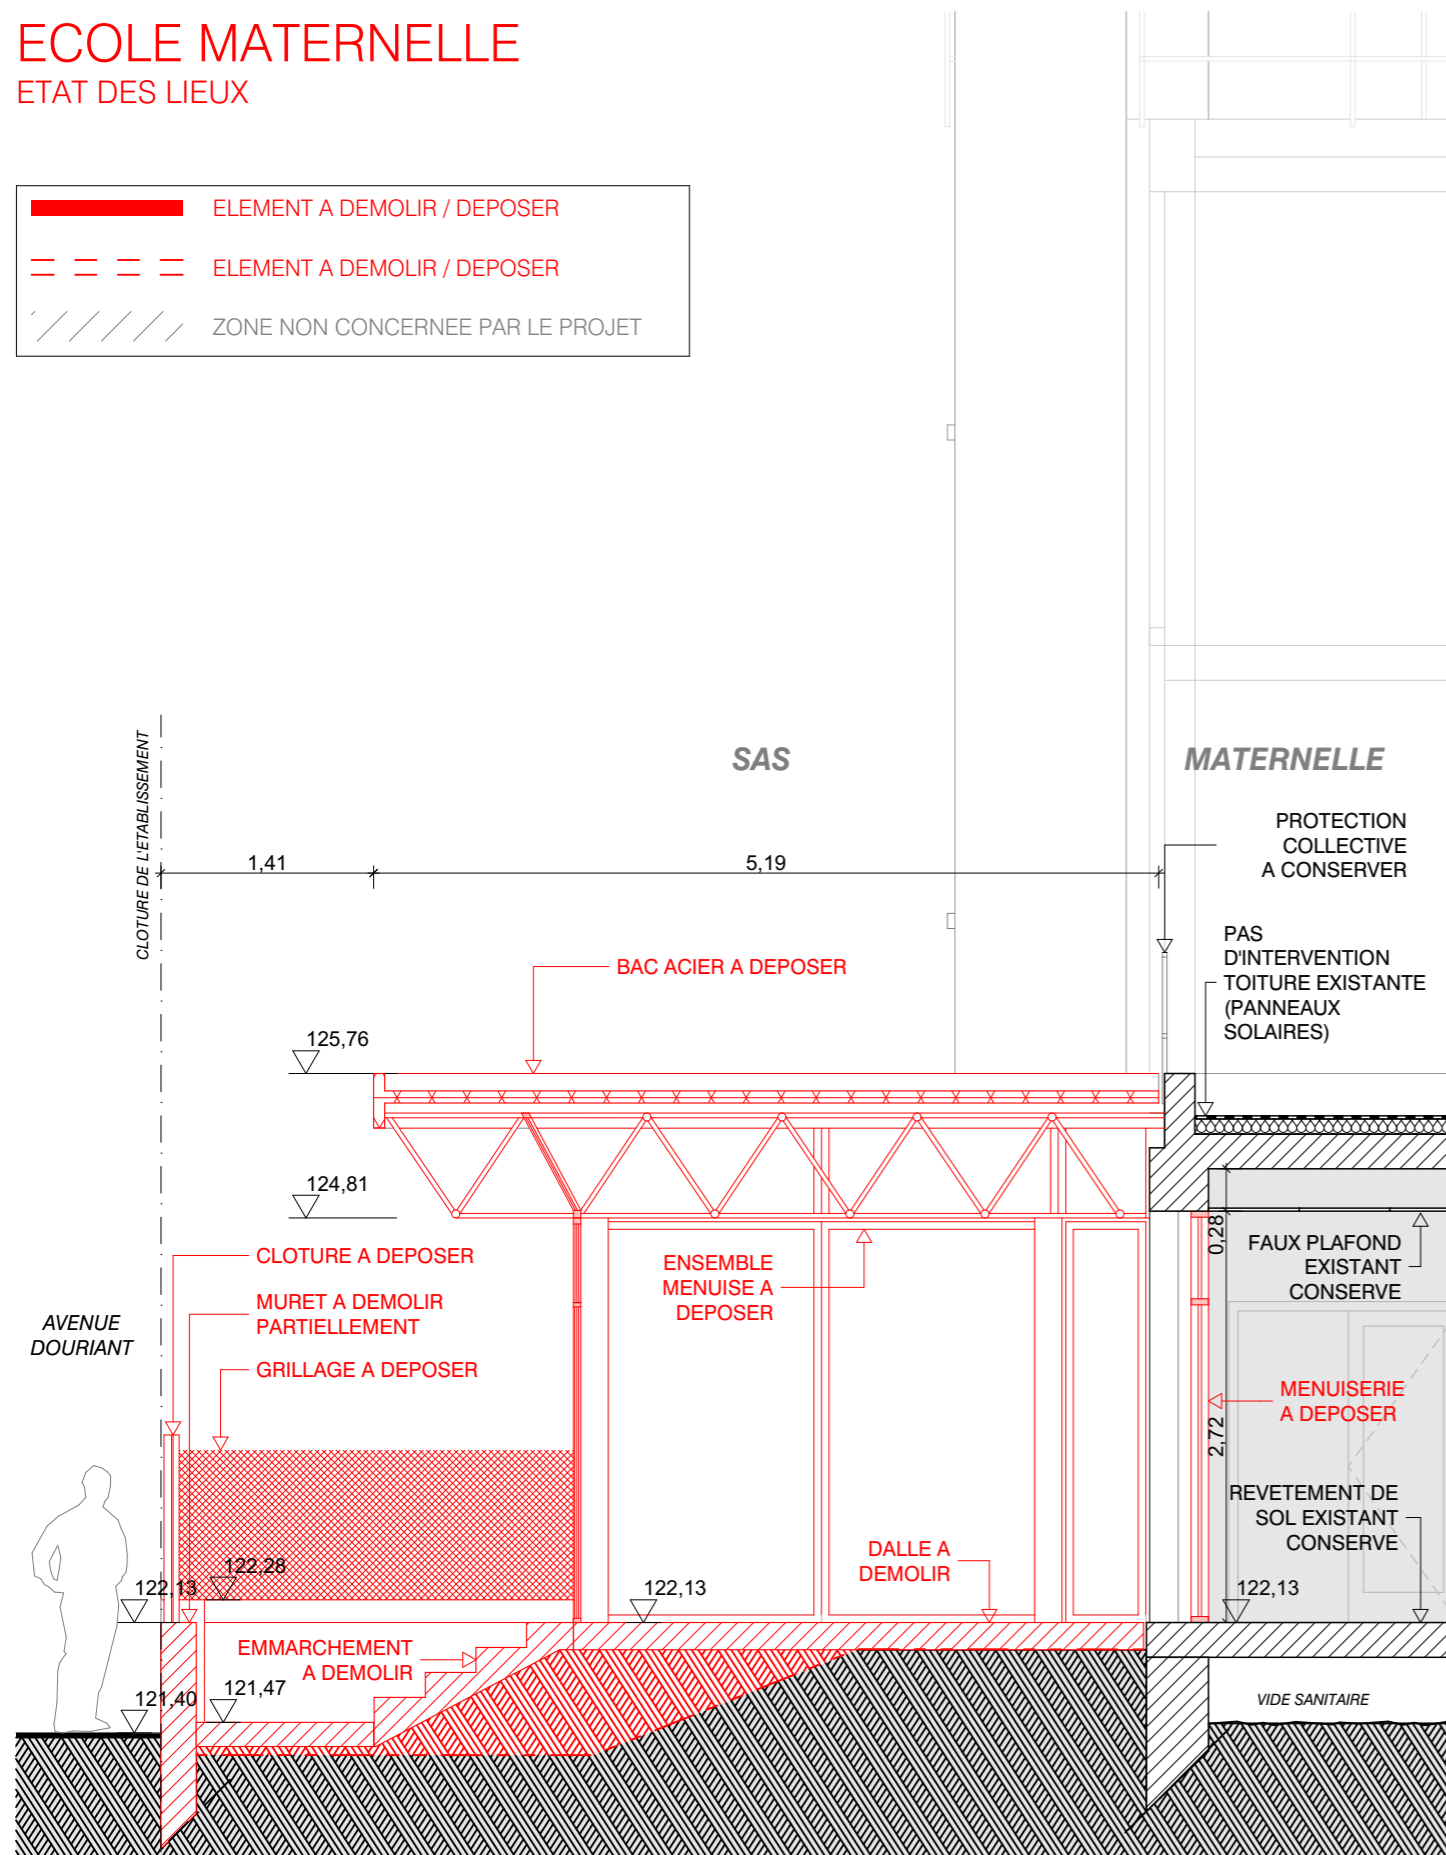 ECOLE MATERNELLE
ETAT DES LIEUX
ELEMENT A DEMOLIR / DEPOSER
ELEMENT A DEMOLIR / DEPOSER
ZONE NON CONCERNEE PAR LE PROJET
CLOTURE DE L'ETABLISSEMENT
SAS
MATERNELLE
1,41
5,19
PROTECTION
COLLECTIVE
A CONSERVER
PAS
D'INTERVENTION
TOITURE EXISTANTE
(PANNEAUX
SOLAIRES)
BAC ACIER A DEPOSER
125,76
124,81
CLOTURE A DEPOSER
MURET A DEMOLIR
PARTIELLEMENT
GRILLAGE A DEPOSER
AVENUE
DOURIANT
ENSEMBLE
MENUISE A
DEPOSER
0,28
FAUX PLAFOND
EXISTANT
CONSERVE
MENUISERIE
A DEPOSER
2,72
REVETEMENT DE
SOL EXISTANT
CONSERVE
DALLE A
DEMOLIR
122,28
122,13
122,13
122,13
EMMARCHEMENT
A DEMOLIR
121,47
121,40
VIDE SANITAIRE